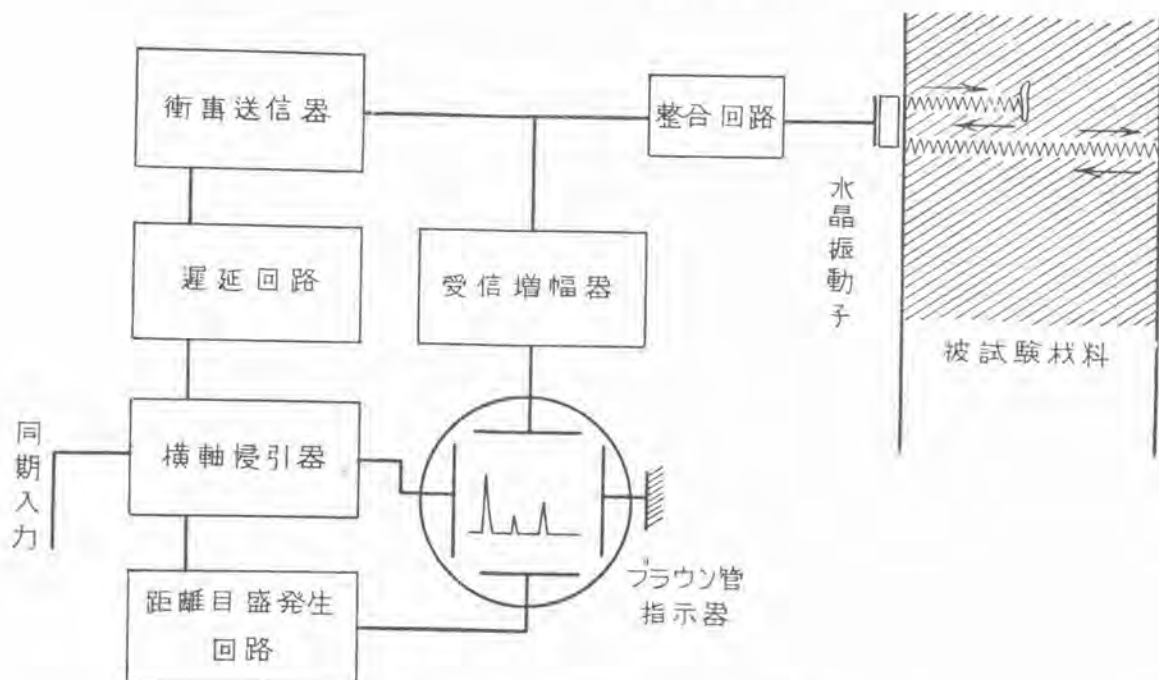 衝撃送信器
整合回路
水晶振動子
遅延回路
受信増幅器
被試験材料
同期入力
横軸掃引器
ブラウン管
指示器
距離目盛発生
回路